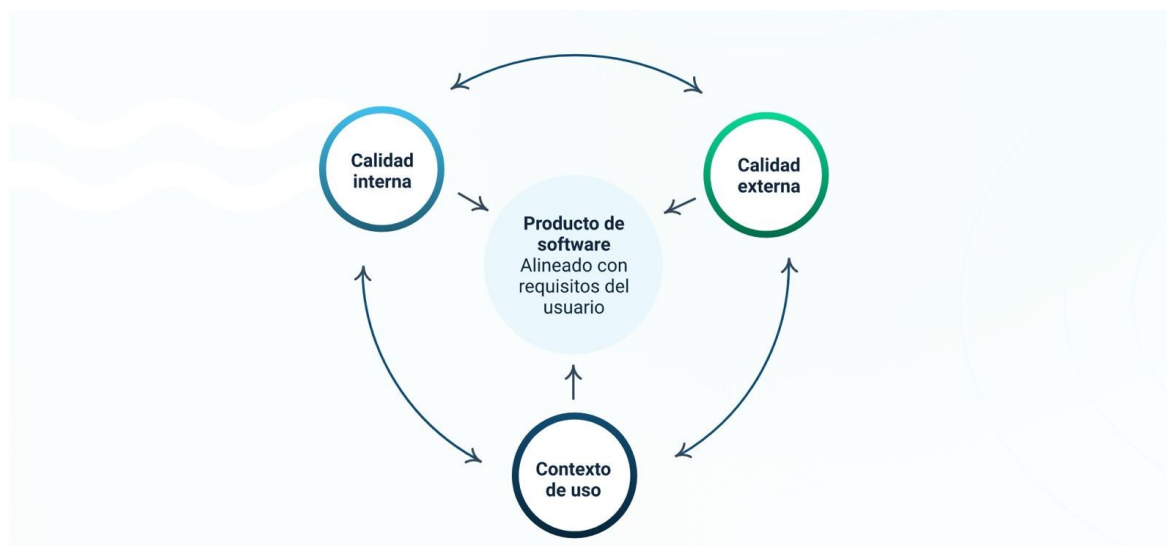 Calidad
interna
Calidad
externa
Producto de
software
Alineado con
requisitos del
usuario
Contexto
de uso